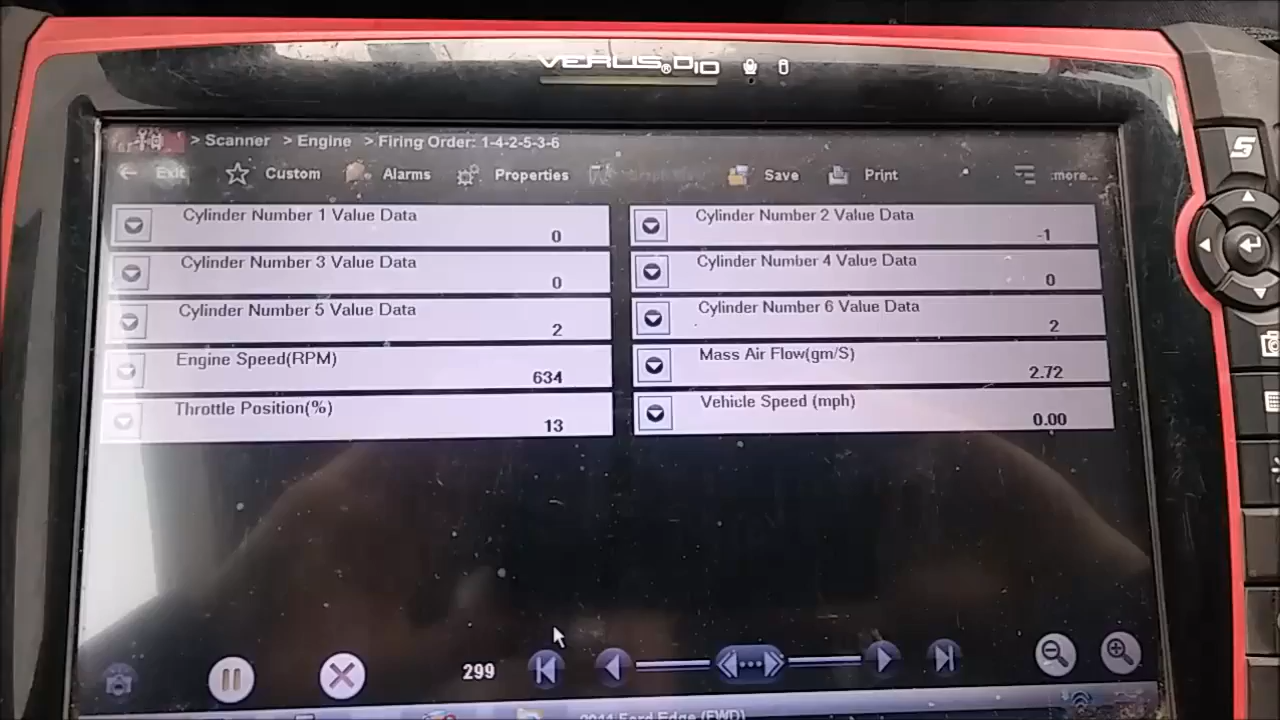 VERUS® D10
> Scanner > Engine > Firing Order: 1-4-2-5-3-6
Exit Custom Alarms Properties Save Print more...
Cylinder Number 1 Value Data 0
Cylinder Number 2 Value Data -1
Cylinder Number 3 Value Data 0
Cylinder Number 4 Value Data 0
Cylinder Number 5 Value Data 2
Cylinder Number 6 Value Data 2
Engine Speed(RPM) 634
Mass Air Flow(gm/S) 2.72
Throttle Position(%) 13
Vehicle Speed (mph) 0.00
299
Ford Edge (FWD)